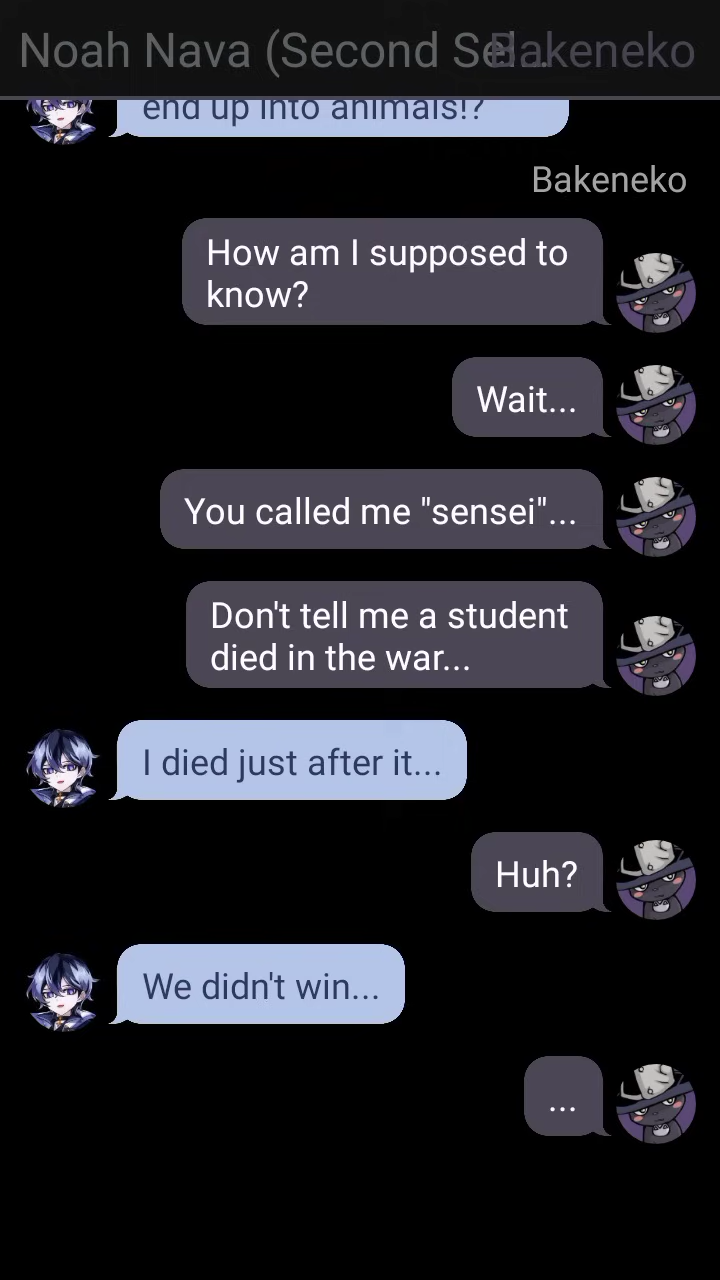 Noah Nava (Second Se
Bakeneko
end up into animals!?
Bakeneko
How am I supposed to
know?
Wait...
You called me "sensei"...
Don't tell me a student
died in the war...
I died just after it...
Huh?
We didn't win...
...